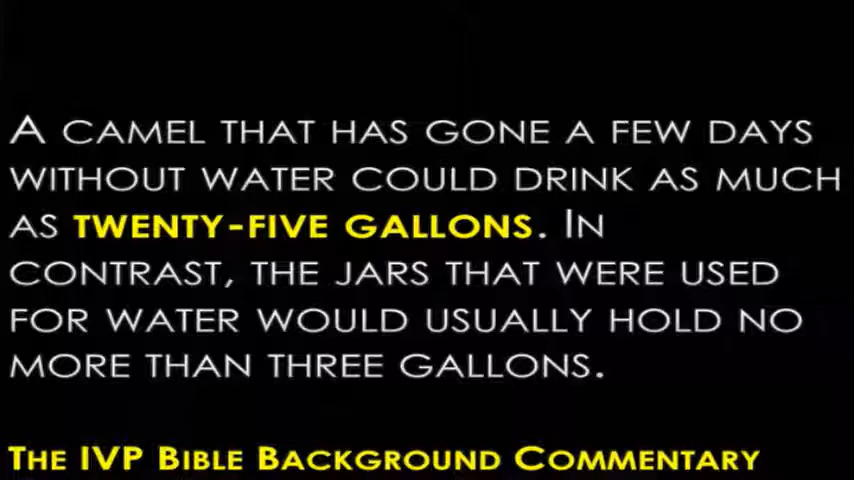 A CAMEL THAT HAS GONE A FEW DAYS
WITHOUT WATER COULD DRINK AS MUCH
AS TWENTY-FIVE GALLONS. IN
CONTRAST, THE JARS THAT WERE USED
FOR WATER WOULD USUALLY HOLD NO
MORE THAN THREE GALLONS.
THE IVP BIBLE BACKGROUND COMMENTARY